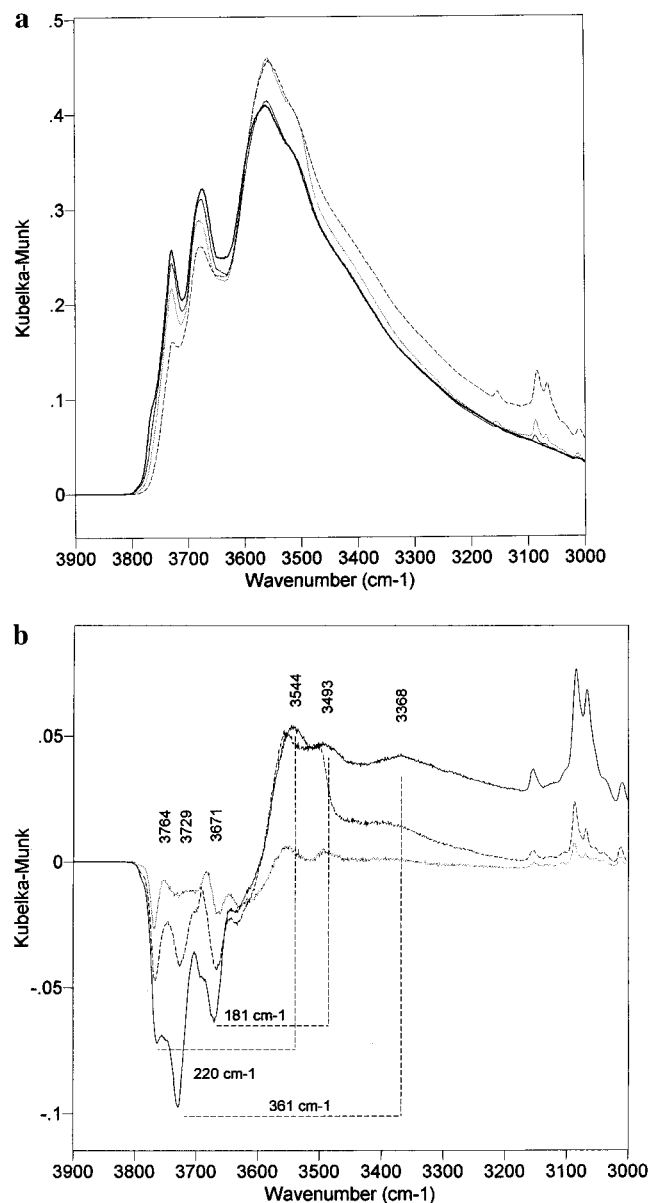 a
.5
.4
.3
.2
.1
0
Kubelka-Munk
3900 3800 3700 3600 3500 3400 3300 3200 3100 3000
Wavenumber (cm-1)
b
.05
0
-.05
-.1
Kubelka-Munk
3764 3729 3671 3544 3493 3368
181 cm-1
220 cm-1
361 cm-1
3900 3800 3700 3600 3500 3400 3300 3200 3100 3000
Wavenumber (cm-1)